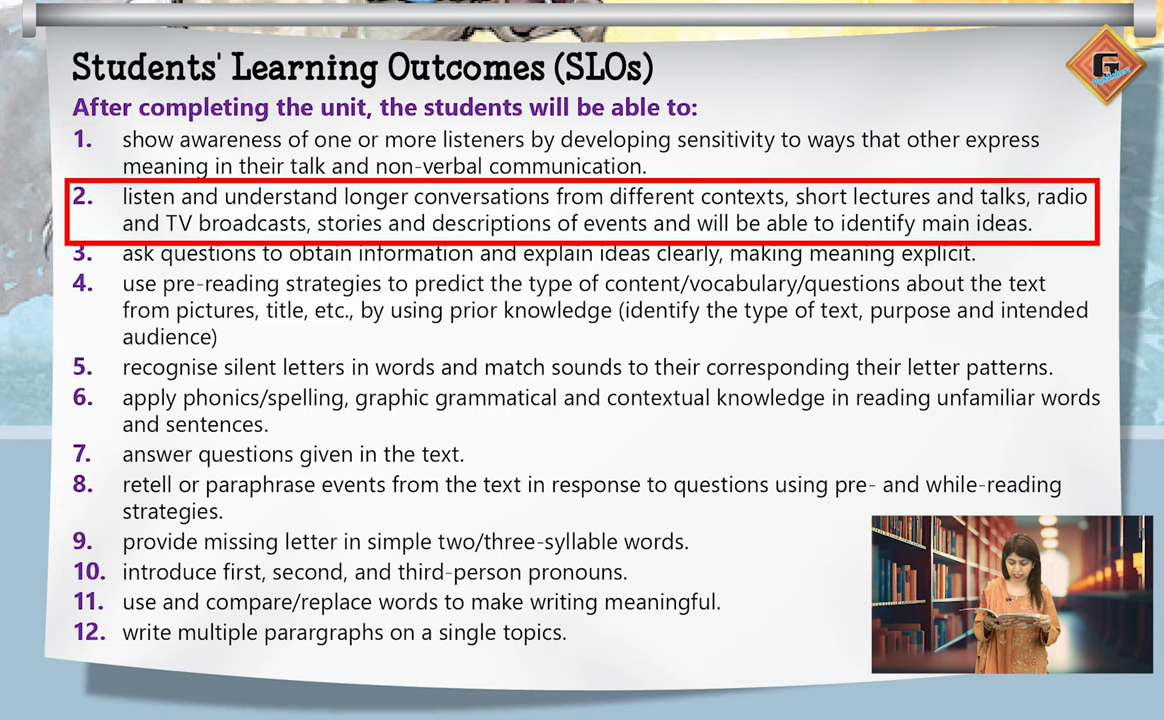 Students' Learning Outcomes (SLOs)
G
Publishers
After completing the unit, the students will be able to:
1. show awareness of one or more listeners by developing sensitivity to ways that other express
meaning in their talk and non-verbal communication.
2. listen and understand longer conversations from different contexts, short lectures and talks, radio
and TV broadcasts, stories and descriptions of events and will be able to identify main ideas.
3. ask questions to obtain information and explain ideas clearly, making meaning explicit.
4. use pre-reading strategies to predict the type of content/vocabulary/questions about the text
from pictures, title, etc., by using prior knowledge (identify the type of text, purpose and intended
audience)
5. recognise silent letters in words and match sounds to their corresponding their letter patterns.
6. apply phonics/spelling, graphic grammatical and contextual knowledge in reading unfamiliar words
and sentences.
7. answer questions given in the text.
8. retell or paraphrase events from the text in response to questions using pre- and while-reading
strategies.
9. provide missing letter in simple two/three-syllable words.
10. introduce first, second, and third-person pronouns.
11. use and compare/replace words to make writing meaningful.
12. write multiple parargraphs on a single topics.